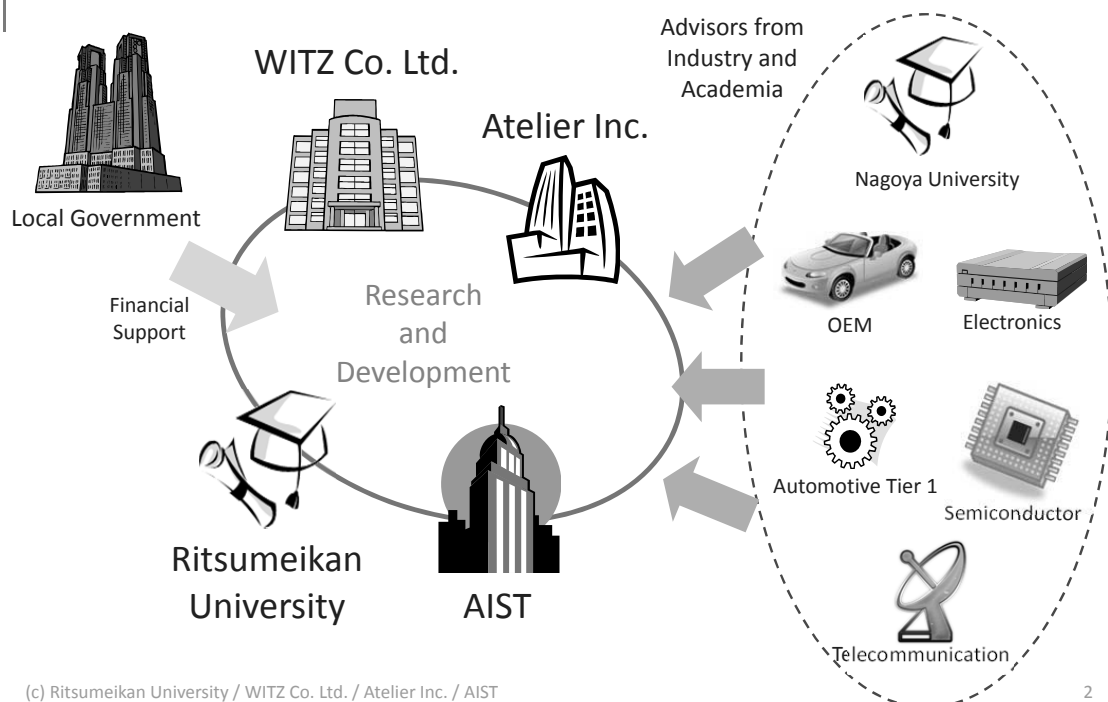 WITZ Co. Ltd.
Atelier Inc.
Advisors from
Industry and
Academia
Nagoya University
Local Government
Financial
Support
Research
and
Development
OEM
Electronics
Automotive Tier 1
Semiconductor
Ritsumeikan
University
AIST
Telecommunication
(c) Ritsumeikan University / WITZ Co. Ltd. / Atelier Inc. / AIST
2